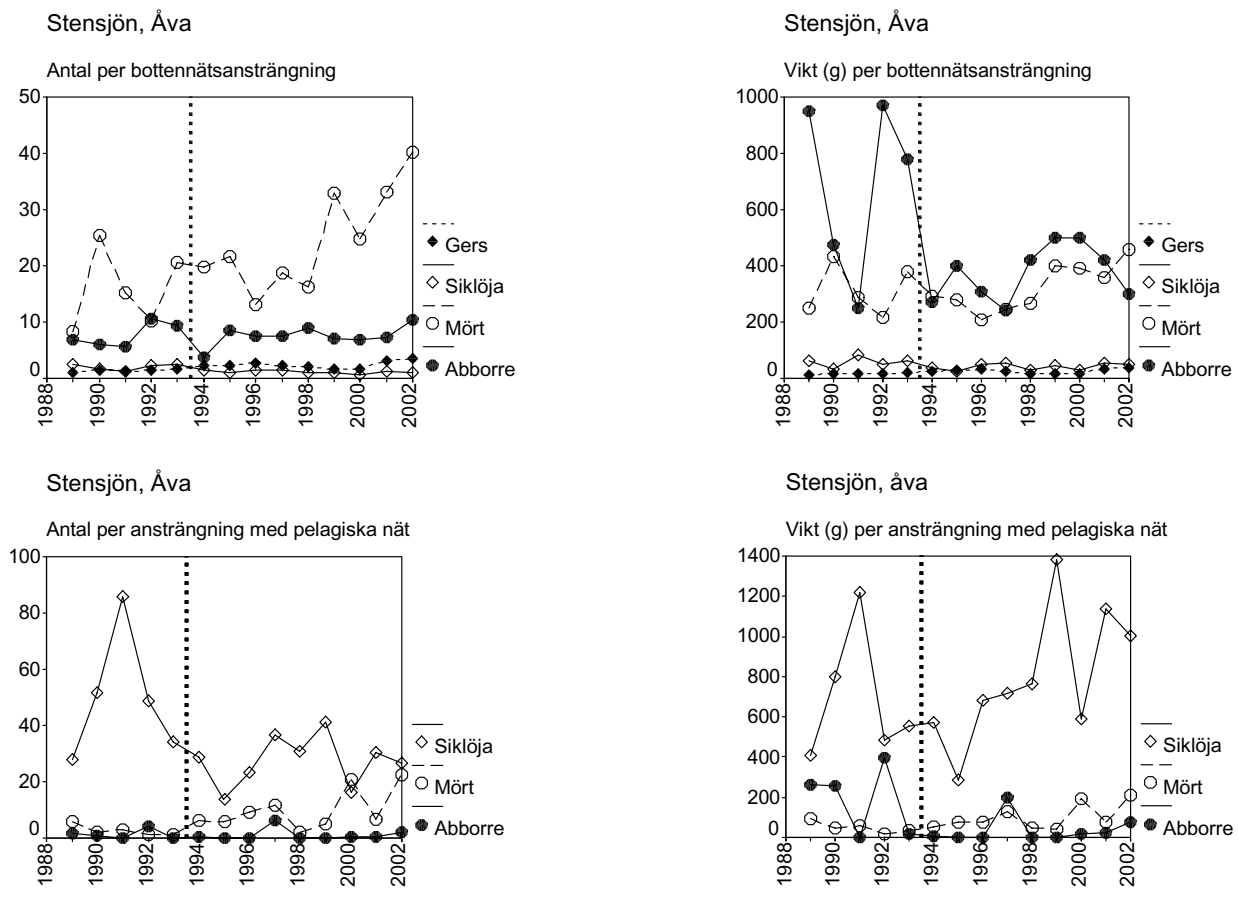 Stensjön, Åva
Antal per bottennätsansträngning
50
40
30
20
10
0
1988
1990
1992
1994
1996
1998
2000
2002
Gers
Siklöja
Mört
Abborre
Stensjön, Åva
Vikt (g) per bottennätsansträngning
1000
800
600
400
200
0
1988
1990
1992
1994
1996
1998
2000
2002
Gers
Siklöja
Mört
Abborre
Stensjön, Åva
Antal per ansträngning med pelagiska nät
100
80
60
40
20
0
1988
1990
1992
1994
1996
1998
2000
2002
Siklöja
Mört
Abborre
Stensjön, åva
Vikt (g) per ansträngning med pelagiska nät
1400
1200
1000
800
600
400
200
0
1988
1990
1992
1994
1996
1998
2000
2002
Siklöja
Mört
Abborre